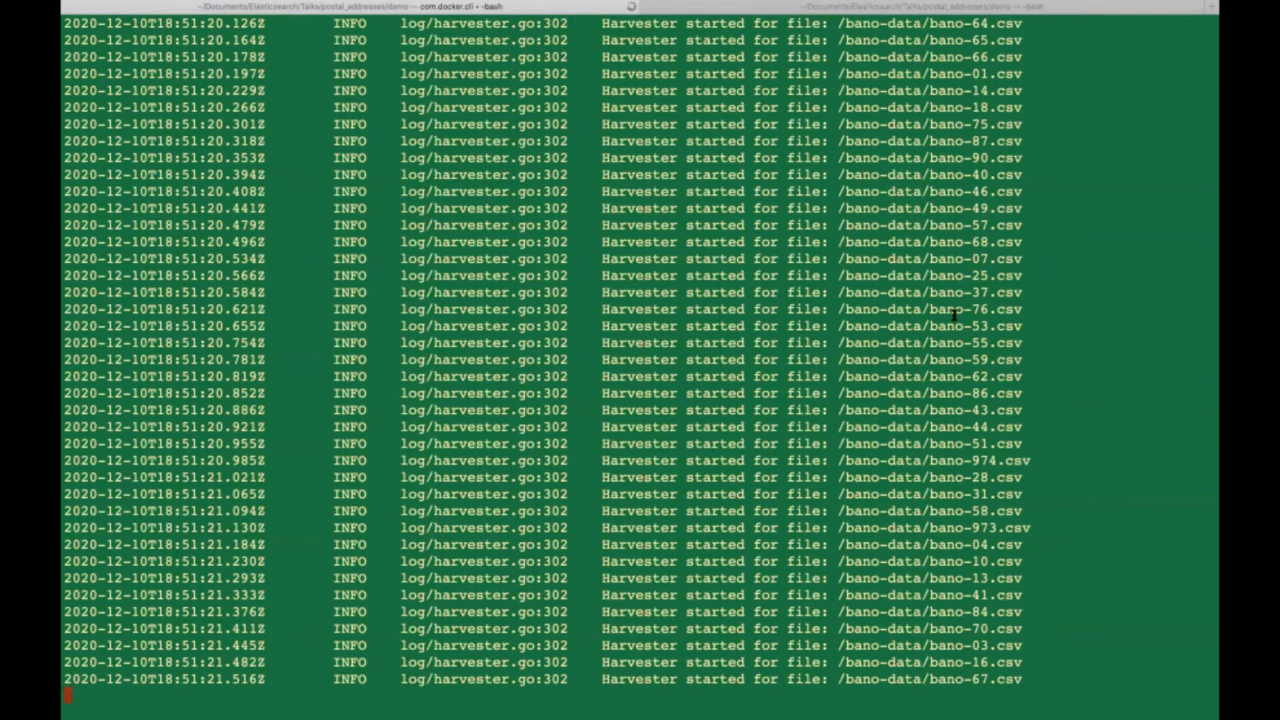 ~/Documents/Elasticsearch/Talks/postal_addresses/demo — com.docker.cli • -bash ~/Documents/Elasticsearch/Talks/postal_addresses/demo — -bash +
2020-12-10T18:51:20.126Z INFO log/harvester.go:302 Harvester started for file: /bano-data/bano-64.csv
2020-12-10T18:51:20.164Z INFO log/harvester.go:302 Harvester started for file: /bano-data/bano-65.csv
2020-12-10T18:51:20.178Z INFO log/harvester.go:302 Harvester started for file: /bano-data/bano-66.csv
2020-12-10T18:51:20.197Z INFO log/harvester.go:302 Harvester started for file: /bano-data/bano-01.csv
2020-12-10T18:51:20.229Z INFO log/harvester.go:302 Harvester started for file: /bano-data/bano-14.csv
2020-12-10T18:51:20.266Z INFO log/harvester.go:302 Harvester started for file: /bano-data/bano-18.csv
2020-12-10T18:51:20.301Z INFO log/harvester.go:302 Harvester started for file: /bano-data/bano-75.csv
2020-12-10T18:51:20.318Z INFO log/harvester.go:302 Harvester started for file: /bano-data/bano-87.csv
2020-12-10T18:51:20.353Z INFO log/harvester.go:302 Harvester started for file: /bano-data/bano-90.csv
2020-12-10T18:51:20.394Z INFO log/harvester.go:302 Harvester started for file: /bano-data/bano-40.csv
2020-12-10T18:51:20.408Z INFO log/harvester.go:302 Harvester started for file: /bano-data/bano-46.csv
2020-12-10T18:51:20.441Z INFO log/harvester.go:302 Harvester started for file: /bano-data/bano-49.csv
2020-12-10T18:51:20.479Z INFO log/harvester.go:302 Harvester started for file: /bano-data/bano-57.csv
2020-12-10T18:51:20.496Z INFO log/harvester.go:302 Harvester started for file: /bano-data/bano-68.csv
2020-12-10T18:51:20.534Z INFO log/harvester.go:302 Harvester started for file: /bano-data/bano-07.csv
2020-12-10T18:51:20.566Z INFO log/harvester.go:302 Harvester started for file: /bano-data/bano-25.csv
2020-12-10T18:51:20.584Z INFO log/harvester.go:302 Harvester started for file: /bano-data/bano-37.csv
2020-12-10T18:51:20.621Z INFO log/harvester.go:302 Harvester started for file: /bano-data/bano-76.csv
2020-12-10T18:51:20.655Z INFO log/harvester.go:302 Harvester started for file: /bano-data/bano-53.csv
2020-12-10T18:51:20.754Z INFO log/harvester.go:302 Harvester started for file: /bano-data/bano-55.csv
2020-12-10T18:51:20.781Z INFO log/harvester.go:302 Harvester started for file: /bano-data/bano-59.csv
2020-12-10T18:51:20.819Z INFO log/harvester.go:302 Harvester started for file: /bano-data/bano-62.csv
2020-12-10T18:51:20.852Z INFO log/harvester.go:302 Harvester started for file: /bano-data/bano-86.csv
2020-12-10T18:51:20.886Z INFO log/harvester.go:302 Harvester started for file: /bano-data/bano-43.csv
2020-12-10T18:51:20.921Z INFO log/harvester.go:302 Harvester started for file: /bano-data/bano-44.csv
2020-12-10T18:51:20.955Z INFO log/harvester.go:302 Harvester started for file: /bano-data/bano-51.csv
2020-12-10T18:51:20.985Z INFO log/harvester.go:302 Harvester started for file: /bano-data/bano-974.csv
2020-12-10T18:51:21.021Z INFO log/harvester.go:302 Harvester started for file: /bano-data/bano-28.csv
2020-12-10T18:51:21.065Z INFO log/harvester.go:302 Harvester started for file: /bano-data/bano-31.csv
2020-12-10T18:51:21.094Z INFO log/harvester.go:302 Harvester started for file: /bano-data/bano-58.csv
2020-12-10T18:51:21.130Z INFO log/harvester.go:302 Harvester started for file: /bano-data/bano-973.csv
2020-12-10T18:51:21.184Z INFO log/harvester.go:302 Harvester started for file: /bano-data/bano-04.csv
2020-12-10T18:51:21.230Z INFO log/harvester.go:302 Harvester started for file: /bano-data/bano-10.csv
2020-12-10T18:51:21.293Z INFO log/harvester.go:302 Harvester started for file: /bano-data/bano-13.csv
2020-12-10T18:51:21.333Z INFO log/harvester.go:302 Harvester started for file: /bano-data/bano-41.csv
2020-12-10T18:51:21.376Z INFO log/harvester.go:302 Harvester started for file: /bano-data/bano-84.csv
2020-12-10T18:51:21.411Z INFO log/harvester.go:302 Harvester started for file: /bano-data/bano-70.csv
2020-12-10T18:51:21.445Z INFO log/harvester.go:302 Harvester started for file: /bano-data/bano-03.csv
2020-12-10T18:51:21.482Z INFO log/harvester.go:302 Harvester started for file: /bano-data/bano-16.csv
2020-12-10T18:51:21.516Z INFO log/harvester.go:302 Harvester started for file: /bano-data/bano-67.csv